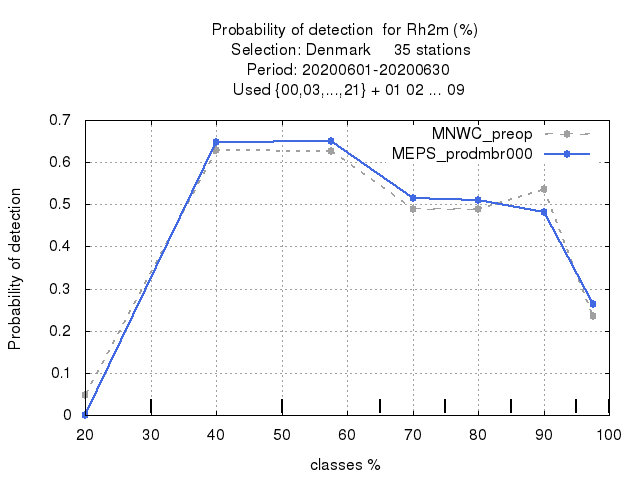 Probability of detection  for Rh2m (%)
Selection: Denmark     35 stations
Period: 20200601-20200630
Used {00,03,...,21} + 01 02 ... 09
MNWC_preop
MEPS_prodmbr000
Probability of detection
0.7
0.6
0.5
0.4
0.3
0.2
0.1
0
20 30 40 50 60 70 80 90 100
classes %